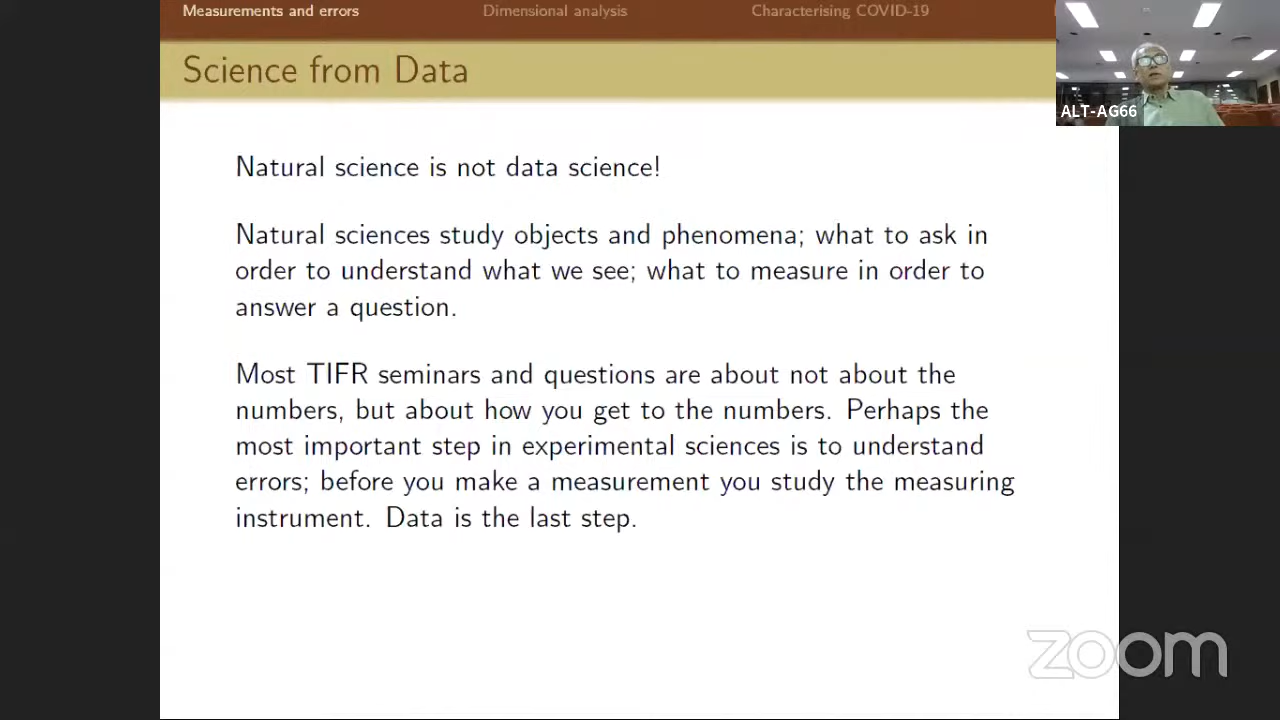 Measurements and errors
Dimensional analysis
Characterising COVID-19
Science from Data
ALT-AG66
Natural science is not data science!
Natural sciences study objects and phenomena; what to ask in
order to understand what we see; what to measure in order to
answer a question.
Most TIFR seminars and questions are about not about the
numbers, but about how you get to the numbers. Perhaps the
most important step in experimental sciences is to understand
errors; before you make a measurement you study the measuring
instrument. Data is the last step.
zoom